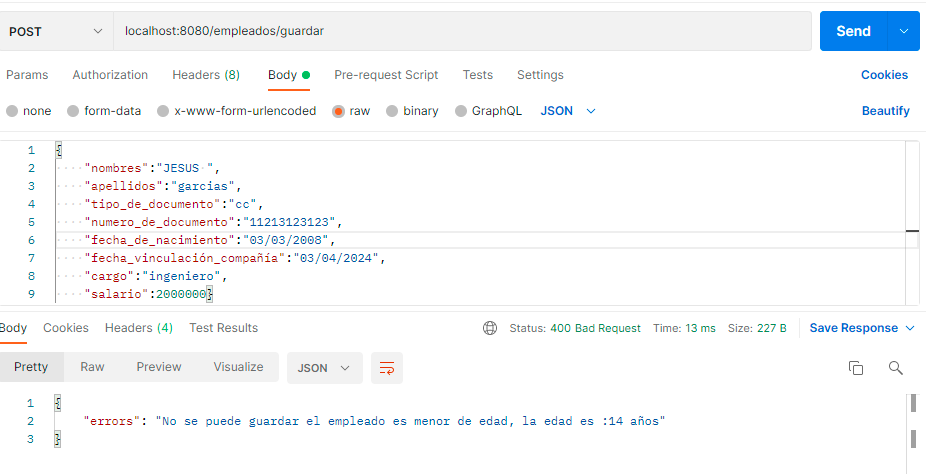 POST localhost:8080/empleados/guardar Send
Params Authorization Headers (8) Body Pre-request Script Tests Settings Cookies
none form-data x-www-form-urlencoded raw binary GraphQL JSON Beautify
1 {
2 "nombres":"JESUS ",
3 "apellidos":"garcias",
4 "tipo_de_documento":"cc",
5 "numero_de_documento":"11213123123",
6 "fecha_de_nacimiento":"03/03/2008",
7 "fecha_vinculación_compañía":"03/04/2024",
8 "cargo":"ingeniero",
9 "salario":2000000}
Body Cookies Headers (4) Test Results Status: 400 Bad Request Time: 13 ms Size: 227 B Save Response
Pretty Raw Preview Visualize JSON
1 {
2 "errors": "No se puede guardar el empleado es menor de edad, la edad es :14 años"
3 }